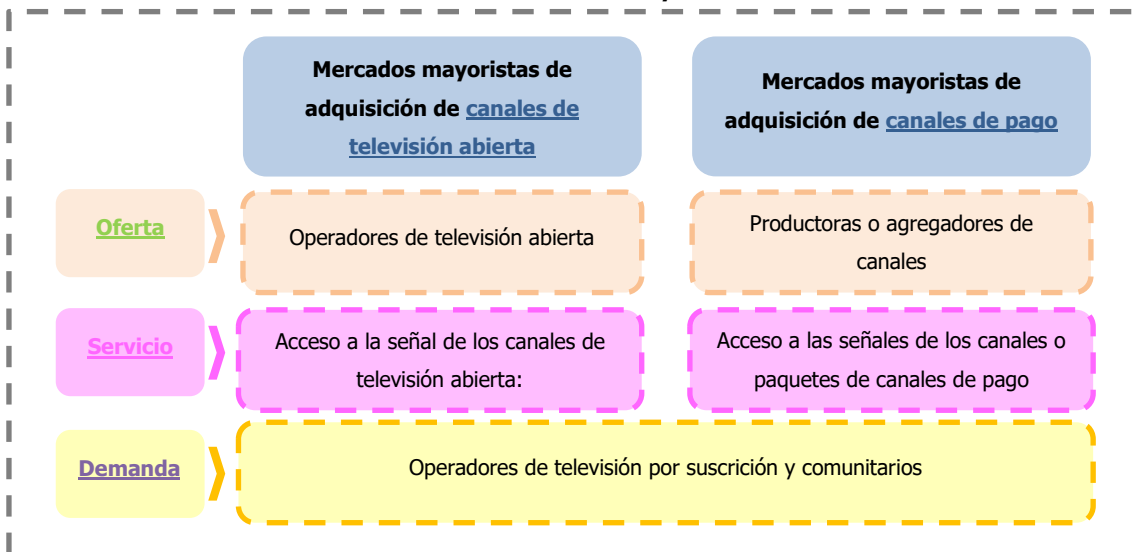 Mercados mayoristas de
adquisición de canales de
televisión abierta
Mercados mayoristas de
adquisición de canales de pago
Oferta
Operadores de televisión abierta
Productoras o agregadores de
canales
Servicio
Acceso a la señal de los canales de
televisión abierta:
Acceso a las señales de los canales o
paquetes de canales de pago
Demanda
Operadores de televisión por suscrición y comunitarios